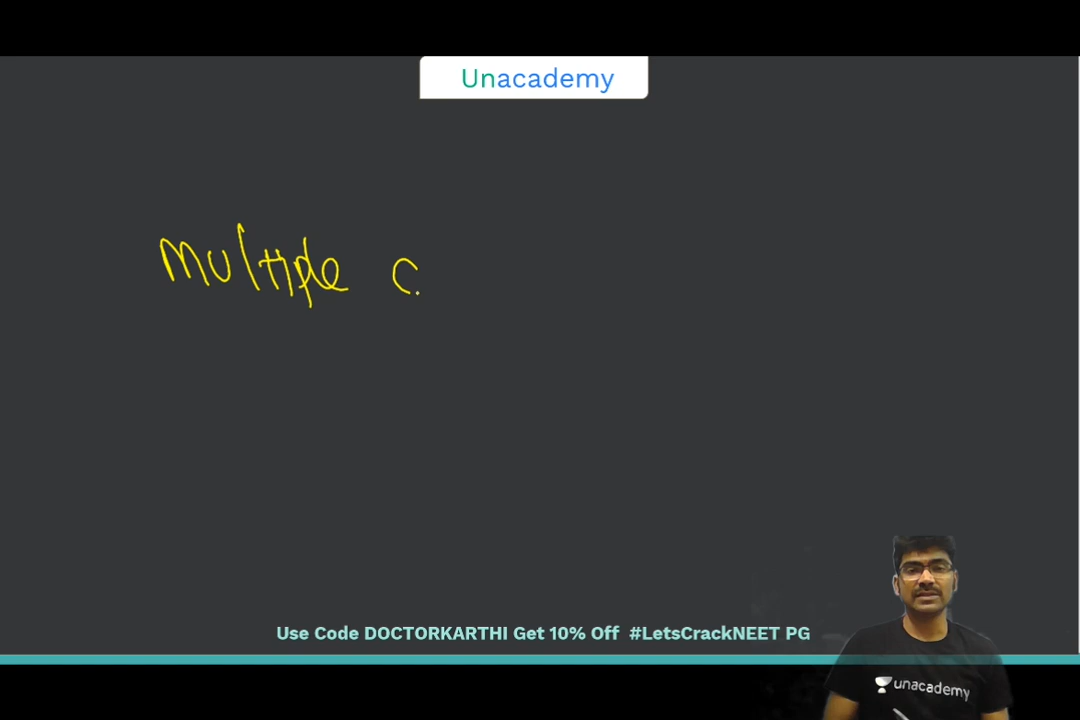 Unacademy
Multiple c
Use Code DOCTORKARTHI Get 10% Off #LetsCrackNEET PG
unacademy